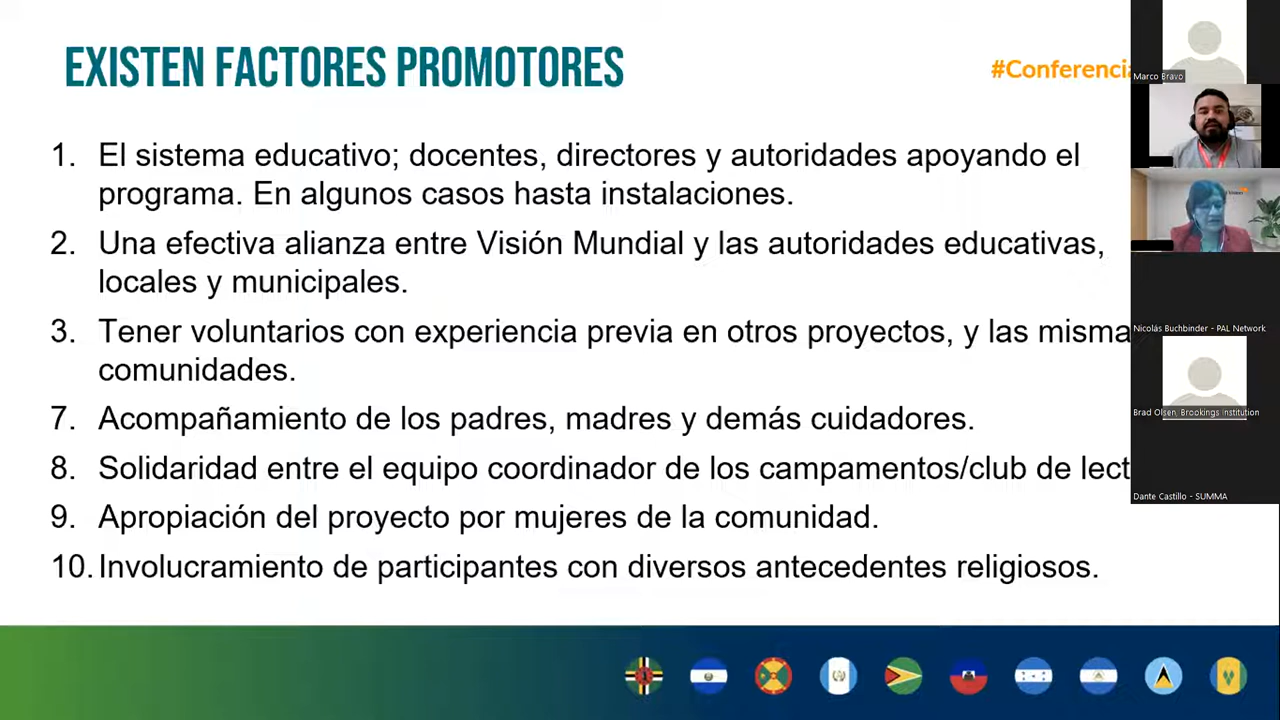 EXISTEN FACTORES PROMOTORES
#Conferencia
1. El sistema educativo; docentes, directores y autoridades apoyando el
programa. En algunos casos hasta instalaciones.
2. Una efectiva alianza entre Visión Mundial y las autoridades educativas,
locales y municipales.
3. Tener voluntarios con experiencia previa en otros proyectos, y las misma
comunidades.
7. Acompañamiento de los padres, madres y demás cuidadores.
8. Solidaridad entre el equipo coordinador de los campamentos/club de lect
9. Apropiación del proyecto por mujeres de la comunidad.
10. Involucramiento de participantes con diversos antecedentes religiosos.
Marco Bravo
Nicolás Buchbinder - PAL Network
Brad Olsen, Brookings Institution
Dante Castillo - SUMMA